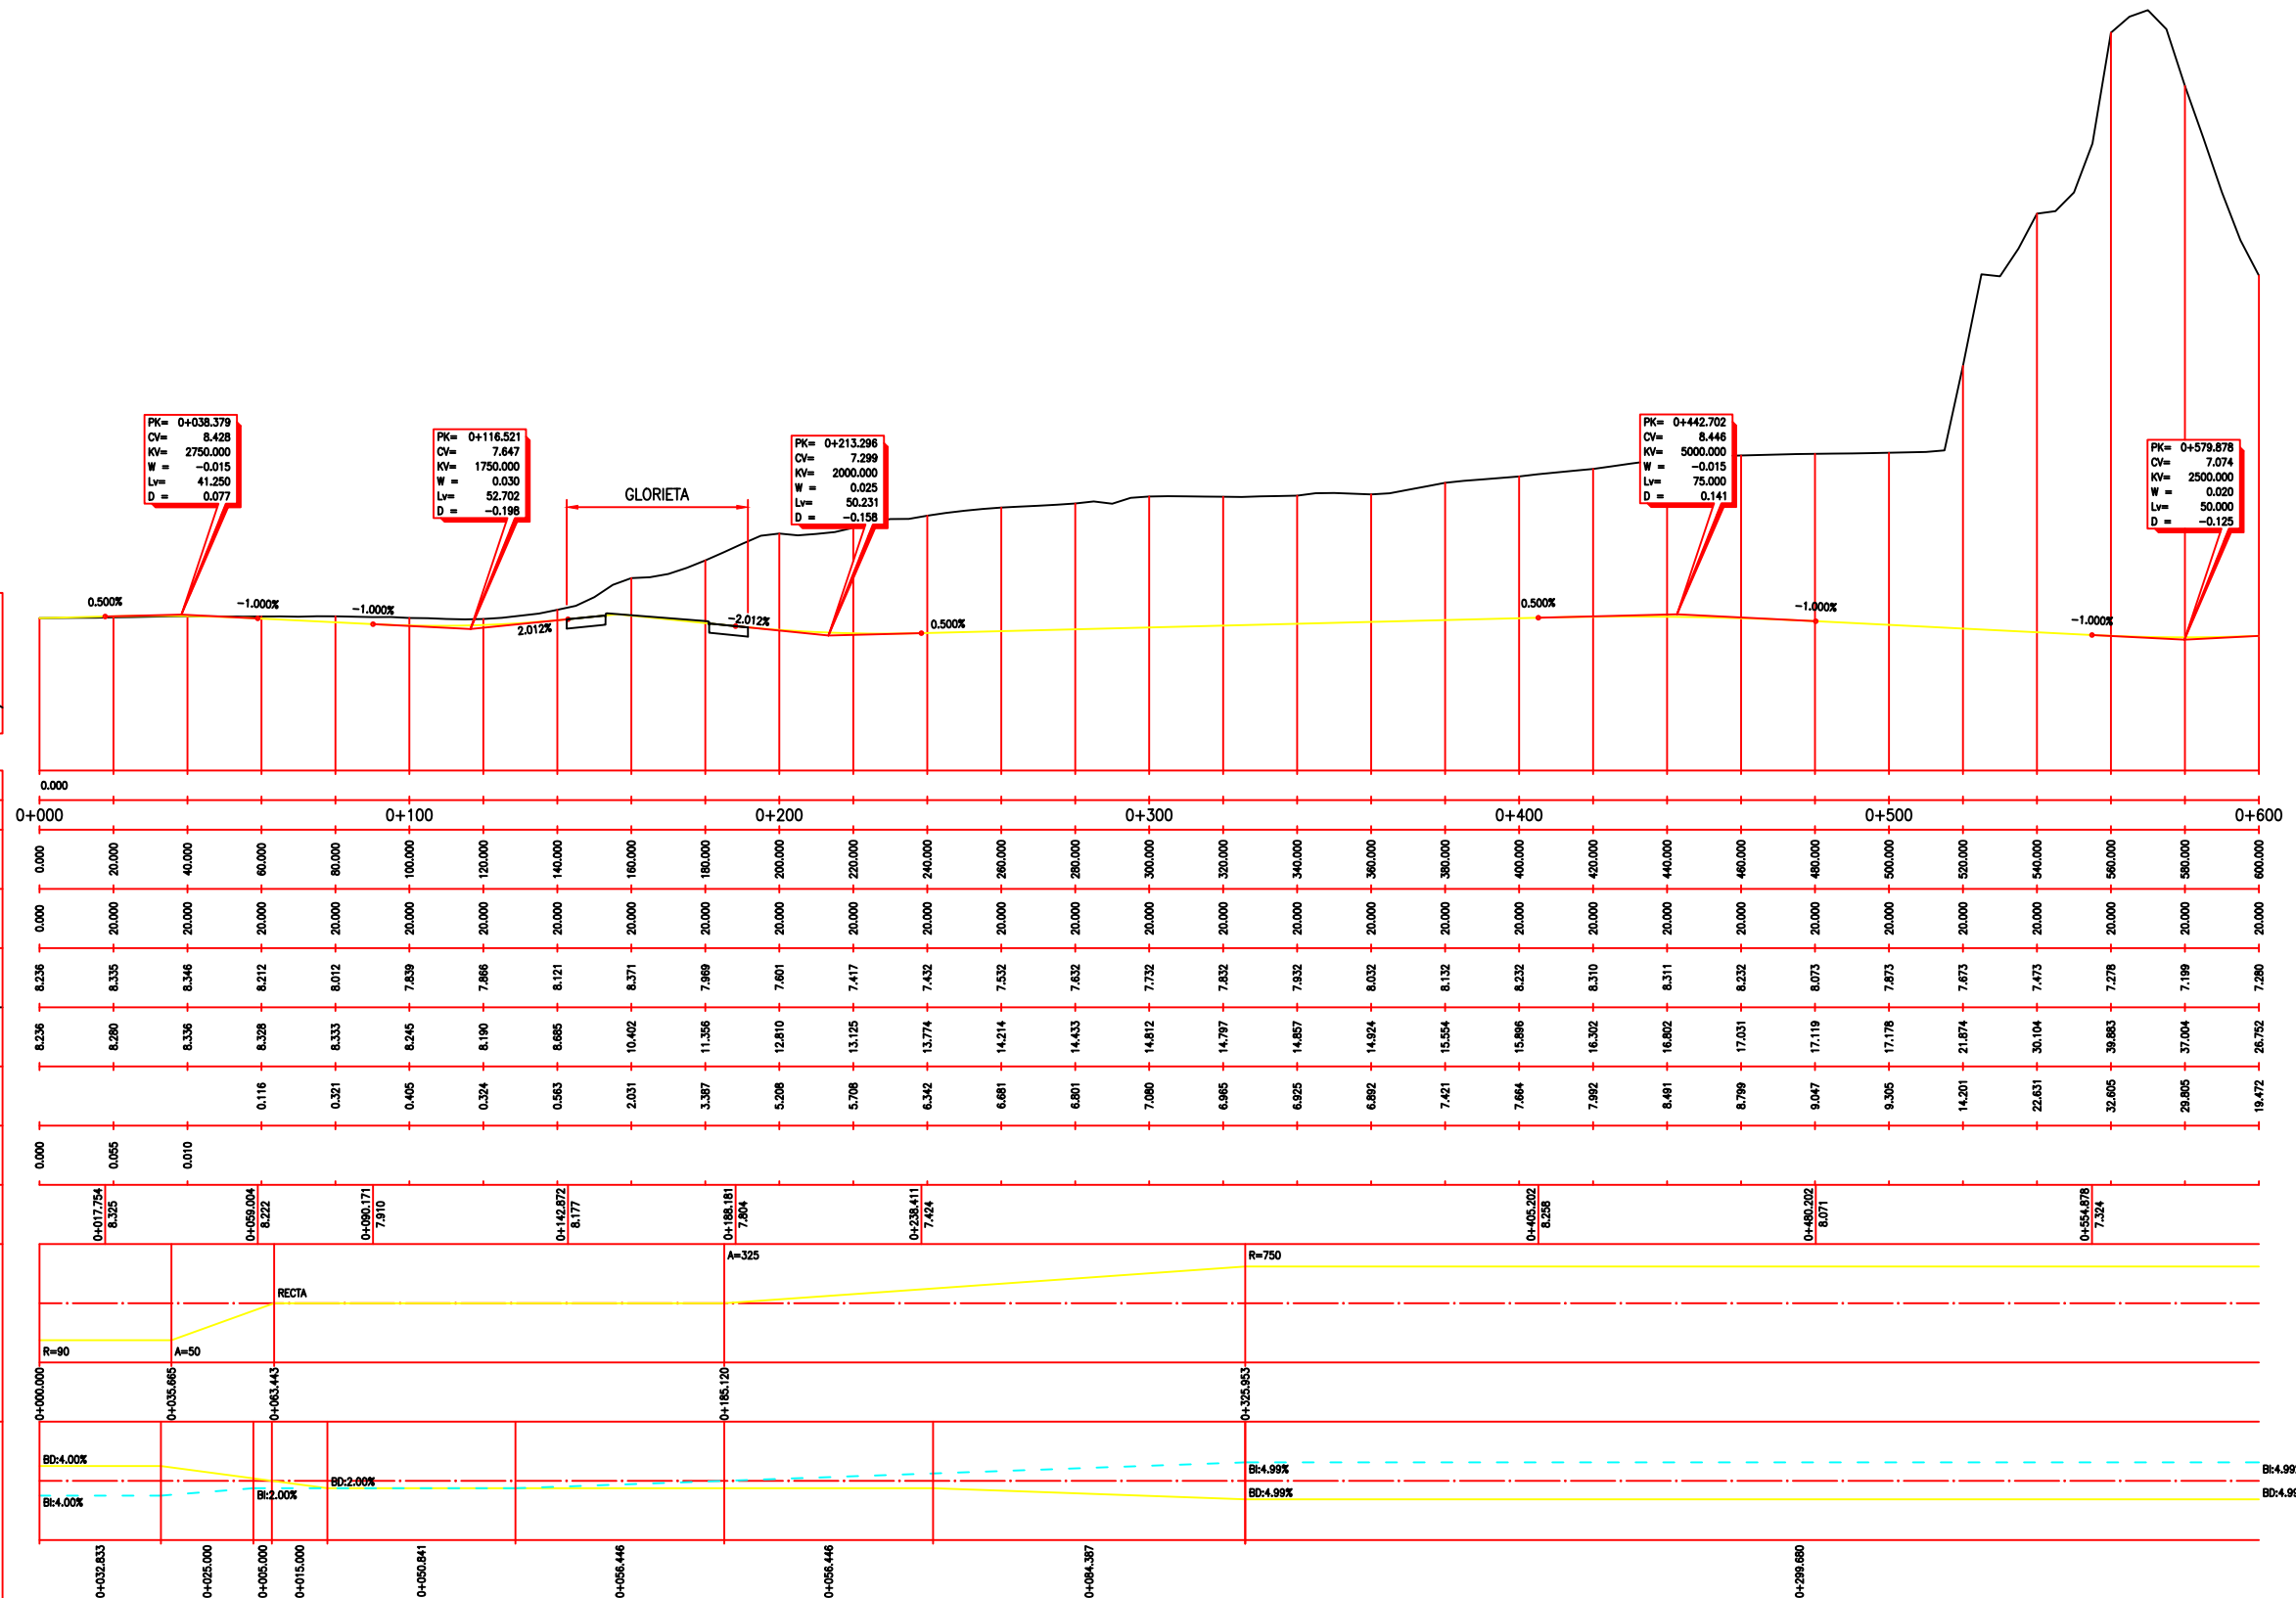 PK= 0+038.379
CV= 8.428
KV= 2750.000
W = -0.015
Lv= 41.250
D = 0.077
PK= 0+116.521
CV= 7.647
KV= 1750.000
W = 0.030
Lv= 52.702
D = -0.198
PK= 0+213.296
CV= 7.299
KV= 2000.000
W = 0.025
Lv= 50.231
D = -0.158
PK= 0+442.702
CV= 8.446
KV= 5000.000
W = -0.015
Lv= 75.000
D = 0.141
PK= 0+579.878
CV= 7.074
KV= 2500.000
W = 0.020
Lv= 50.000
D = -0.125
GLORIETA
0.500% -1.000% -1.000% 2.012% -2.012% 0.500% 0.500% -1.000% -1.000%
0.000
0+000 0+100 0+200 0+300 0+400 0+500 0+600
0.000 20.000 40.000 60.000 80.000 100.000 120.000 140.000 160.000 180.000 200.000 220.000 240.000 260.000 280.000 300.000 320.000 340.000 360.000 380.000 400.000 420.000 440.000 460.000 480.000 500.000 520.000 540.000 560.000 580.000 600.000
0.000 20.000 20.000 20.000 20.000 20.000 20.000 20.000 20.000 20.000 20.000 20.000 20.000 20.000 20.000 20.000 20.000 20.000 20.000 20.000 20.000 20.000 20.000 20.000 20.000 20.000 20.000 20.000 20.000 20.000 20.000
8.236 8.335 8.346 8.212 8.012 7.839 7.866 8.121 8.371 7.969 7.601 7.417 7.432 7.532 7.632 7.732 7.832 7.932 8.032 8.132 8.232 8.310 8.311 8.232 8.073 7.873 7.673 7.473 7.278 7.199 7.280
8.236 8.280 8.336 8.328 8.333 8.245 8.190 8.685 10.402 11.356 12.810 13.125 13.774 14.214 14.433 14.812 14.797 14.857 14.924 15.554 15.896 16.302 16.802 17.031 17.119 17.178 21.874 30.104 39.883 37.004 26.752
0.116 0.321 0.405 0.324 0.563 2.031 3.387 5.208 5.708 6.342 6.681 6.801 7.080 6.965 6.925 6.892 7.421 7.664 7.992 8.491 8.799 9.047 9.305 14.201 22.631 32.605 29.805 19.472
0.000 0.055 0.010
0+017.754 0+059.004 0+090.171 0+142.872 0+188.181 0+238.411 0+405.202 0+480.202 0+554.878
8.325 8.222 7.910 8.177 7.804 7.424 8.258 8.071 7.324
A=325 R=750
RECTA
R=90 A=50
0+000.000 0+035.665 0+063.443 0+185.120 0+325.953
BD:4.00% BD:2.00% BI:4.99% BI:4.99
BI:4.00% BI:2.00% BD:4.99% BD:4.99
0+032.833 0+025.000 0+005.000 0+015.000 0+050.841 0+056.446 0+056.446 0+084.387 0+299.680